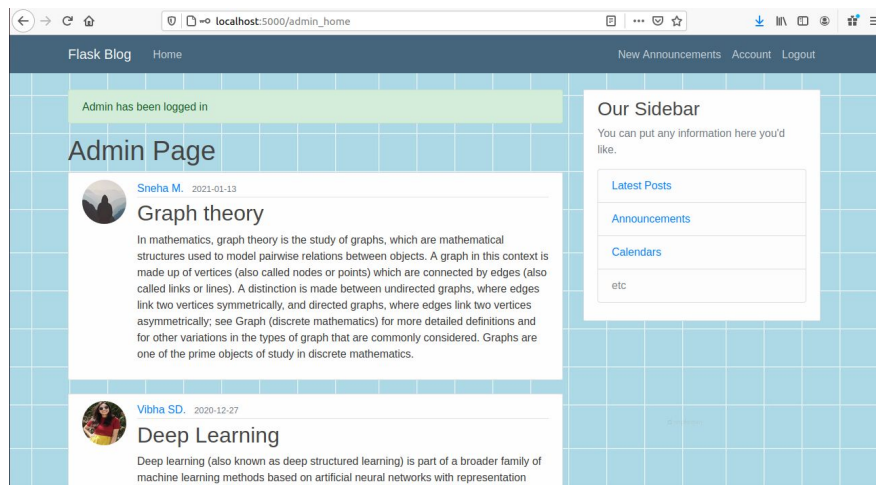 localhost:5000/admin_home
Flask Blog
Home
New Announcements
Account
Logout
Admin has been logged in
Admin Page
Sneha M. 2021-01-13
Graph theory
In mathematics, graph theory is the study of graphs, which are mathematical
structures used to model pairwise relations between objects. A graph in this context is
made up of vertices (also called nodes or points) which are connected by edges (also
called links or lines). A distinction is made between undirected graphs, where edges
link two vertices symmetrically, and directed graphs, where edges link two vertices
asymmetrically; see Graph (discrete mathematics) for more detailed definitions and
for other variations in the types of graph that are commonly considered. Graphs are
one of the prime objects of study in discrete mathematics.
Vibha SD. 2020-12-27
Deep Learning
Deep learning (also known as deep structured learning) is part of a broader family of
machine learning methods based on artificial neural networks with representation
Our Sidebar
You can put any information here you'd
like.
Latest Posts
Announcements
Calendars
etc